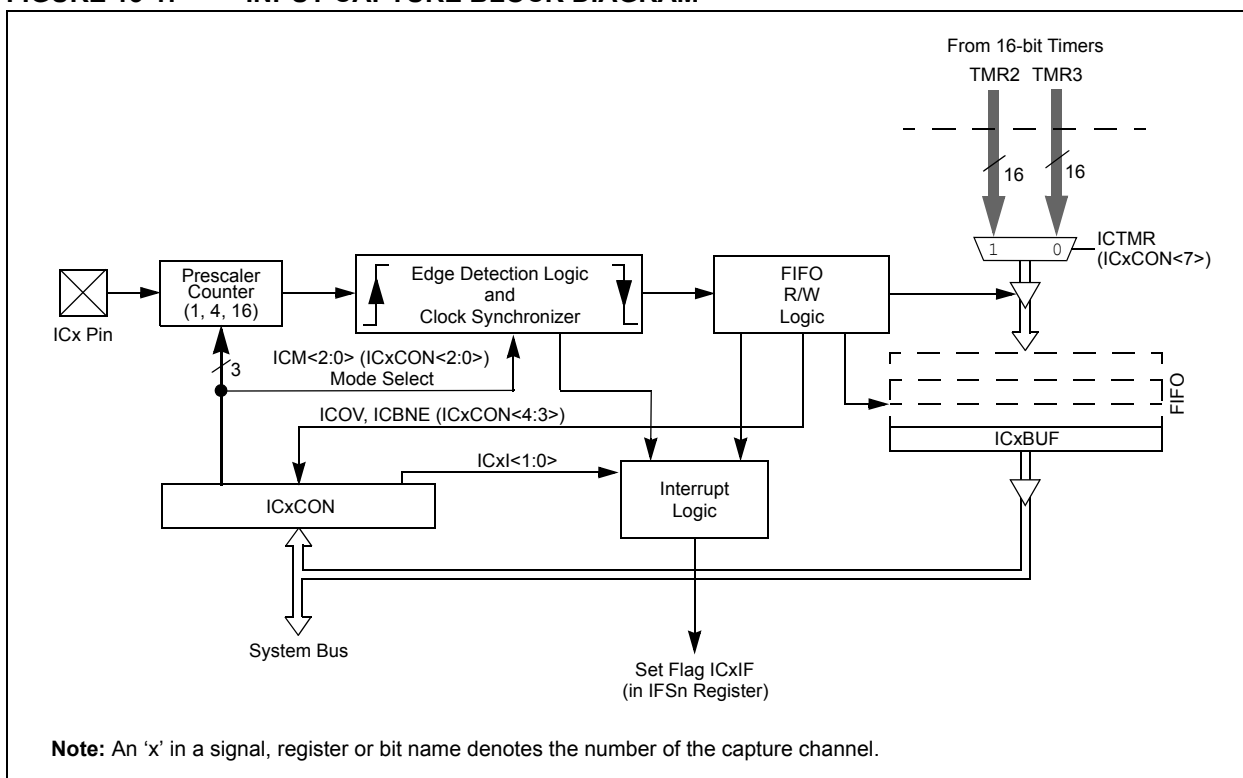 From 16-bit Timers
TMR2 TMR3
16 16
1 0
ICTMR
(ICxCON<7>)
Prescaler
Counter
(1, 4, 16)
Edge Detection Logic
and
Clock Synchronizer
FIFO
R/W
Logic
ICx Pin
3
ICM<2:0> (ICxCON<2:0>)
Mode Select
FIFO
ICOV, ICBNE (ICxCON<4:3>)
ICxBUF
ICxI<1:0>
Interrupt
Logic
ICxCON
System Bus
Set Flag ICxIF
(in IFSn Register)
Note: An ‘x’ in a signal, register or bit name denotes the number of the capture channel.